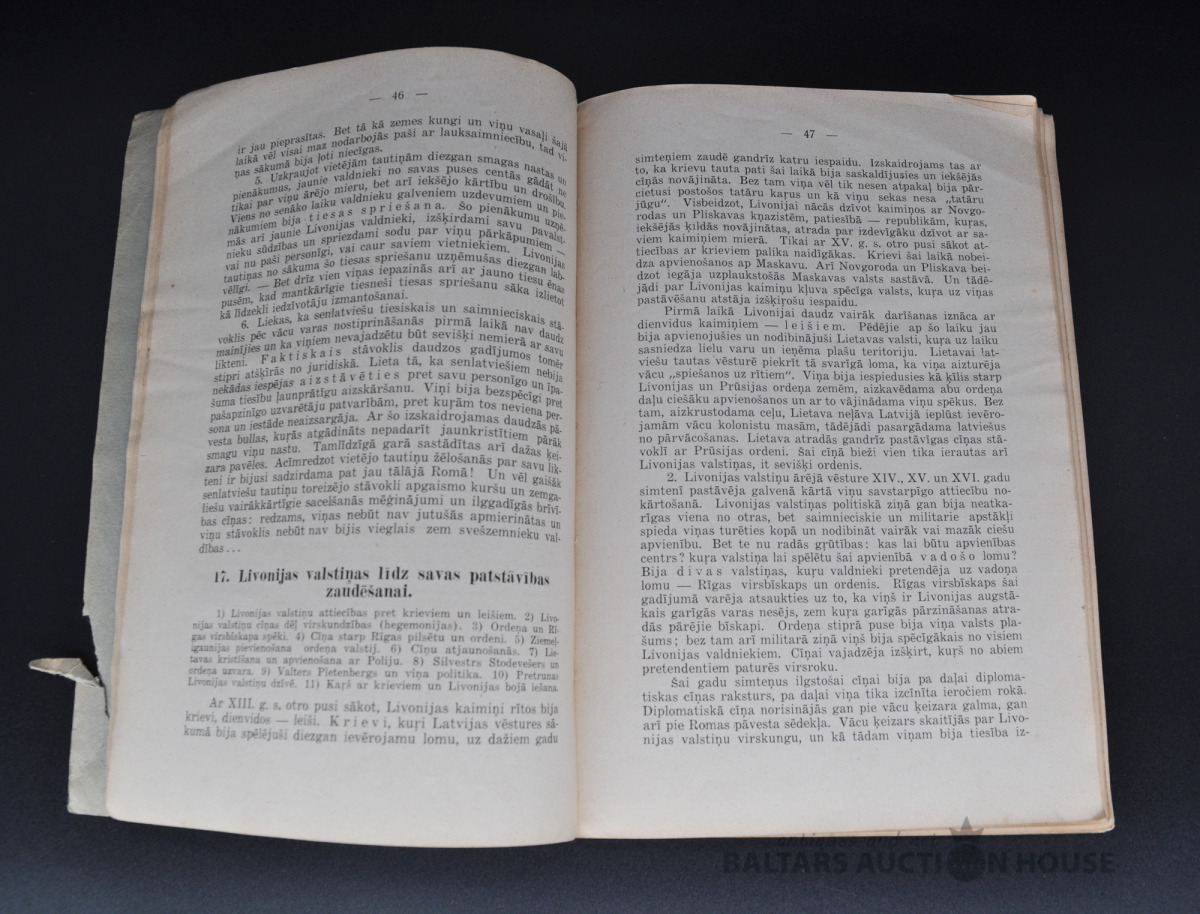 — 46 —
ir jau pieprasītas. Bet tā kā zemes kungi un viņu vasaļi šajā
laikā vēl visai maz nodarbojās paši ar lauksaimniecību, tad vi-
ņas sākumā bija ļoti niecīgas.
5. Uzkraujot vietējām tautiņām diezgan smagas nastas un
pienākumus, jaunie valdnieki no savas puses centās gādāt ne
tikai par viņu ārējo mieru, bet arī iekšējo kārtību un drošību.
Viens no senāko laiku valdnieku galveniem uzdevumiem un pie-
nākumiem bija tiesas spriešana. Šo pienākumu uzņē-
mās arī jaunie Livonijas valdnieki, izšķirdami savu pavalst-
nieku sūdzības un spriezdami sodu par viņu pārkāpumiem —
vai nu paši personīgi, vai caur saviem vietniekiem. Livonijas
tautiņas no sākuma šo tiesas spriešanu uzņēmušas diezgan lab-
vēlīgi. — Bet drīz vien viņas iepazinās arī ar jauno tiesu ēnas
pusēm, kad mantkārīgie tiesneši tiesas spriešanu sāka izlietot
kā līdzekli iedzīvotāju izmantošanai.
6. Liekas, ka senlatviešu tiesiskais un saimnieciskais stā-
voklis pēc vācu varas nostiprināšanās pirmā laikā nav daudz
mainījies un ka viņiem nevajadzētu būt sevišķi nemierā ar savu
likteni. Faktiskais stāvoklis daudzos gadījumos tomēr
stipri atšķīrās no juridiskā. Lieta tā, ka senlatviešiem nebija
nekādas iespējas aizstāvēties pret savu personīgo un īpa-
šuma tiesību ļaunprātīgu aizskāršanu. Viņi bija bezspēcīgi pret
pašapzinīgo uzvarētāju patvarībām, pret kuŗām tos neviena per-
sona un iestāde neaizsargāja. Ar šo izskaidrojamas daudzās pā-
vesta bullas, kuŗās atgādināts nepadarīt jaunkristītiem pārāk
smagu viņu nastu. Tamlīdzīgā garā sastādītas arī dažas ķei-
zara pavēles. Acīmredzot vietējo tautiņu žēlošanās par savu lik-
teni ir bijusi sadzirdama pat jau tālajā Romā! Un vēl gaišāk
senlatviešu tautiņu toreizējo stāvokli apgaismo kuršu un zemga-
liešu vairākkārtīgie sacelšanās mēģinājumi un ilggadīgās brīvī-
bas cīņas: redzams, viņas nebūt nav jutušās apmierinātas un
viņu stāvoklis nebūt nav bijis vieglais zem svešzemnieku val-
dības...
17. Livonijas valstiņas līdz savas patstāvības
zaudēšanai.
1) Livonijas valstiņu attiecības pret krieviem un leišiem. 2) Livo-
nijas valstiņu cīņas dēļ virskundzības (hegemonijas). 3) Ordeņa un Rī-
gas virsbīskapa spēki. 4) Cīņa starp Rīgas pilsētu un ordeni. 5) Ziemeļ-
igaunijas pievienošana ordeņa valstij. 6) Cīņu atjaunošanās. 7) Lie-
tavas kristīšana un apvienošana ar Poliju. 8) Silvestrs Stodevešers un
ordeņa uzvara. 9) Valters Pletenbergs un viņa politika. 10) Pretrunas
Livonijas valstiņu dzīvē. 11) Kaŗš ar krieviem un Livonijas bojā iešana.
Ar XIII. g. s. otro pusi sākot, Livonijas kaimiņi rītos bija
krievi, dienvidos — leiši. Krievi, kuŗi Latvijas vēstures sā-
kumā bija spēlējuši diezgan ievērojamu lomu, uz dažiem gadu
— 47 —
simteņiem zaudē gandrīz katru iespaidu. Izskaidrojams tas ar
to, ka krievu tauta pati šai laikā bija saskaldījusies un iekšējās
cīņās novājināta. Bez tam viņa vēl tik nesen atpakaļ bija pār-
cietusi postošos tatāru kaŗus un kā viņu sekas nesa „tatāru
jūgu“. Visbeidzot, Livonijai nācās dzīvot kaimiņos ar Novgo-
rodas un Pliskavas kņazistēm, patiesībā — republikām, kuŗas,
iekšējās ķildās novājinātas, atrada par izdevīgāku dzīvot ar sa-
viem kaimiņiem mierā. Tikai ar XV. g. s. otro pusi sākot at-
tiecības ar krieviem palika naidīgākas. Krievi šai laikā nobei-
dza apvienošanos ap Maskavu. Arī Novgoroda un Pliskava bei-
dzot iegāja uzplaukstošās Maskavas valsts sastāvā. Un tādē-
jādi par Livonijas kaimiņu kļuva spēcīga valsts, kuŗa uz viņas
pastāvēšanu atstāja izšķirošu iespaidu.
Pirmā laikā Livonijai daudz vairāk darīšanas iznāca ar
dienvidus kaimiņiem — leišiem. Pēdējie ap šo laiku jau
bija apvienojušies un nodibinājuši Lietavas valsti, kuŗa uz laiku
sasniedza lielu varu un ieņēma plašu teritoriju. Lietavai lat-
viešu tautas vēsturē piekrīt tā svarīgā loma, ka viņa aizturēja
vācu „spiešanos uz rītiem“. Viņa bija iespiedusies kā ķīlis starp
Livonijas un Prūsijas ordeņa zemēm, aizkavēdama abu ordeņa
daļu ciešāku apvienošanos un ar to vājinādama viņu spēkus. Bez
tam, aizkrustodama ceļu, Lietava neļāva Latvijā ieplūst ievēro-
jamām vācu kolonistu masām, tādējādi pasargādama latviešus
no pārvācošanas. Lietava atradās gandrīz pastāvīgas cīņas stā-
voklī ar Prūsijas ordeni. Šai cīņā bieži vien tika ierautas arī
Livonijas valstiņas, it sevišķi ordenis.
2. Livonijas valstiņu ārējā vēsture XIV., XV. un XVI. gadu
simtenī pastāvēja galvenā kārtā viņu savstarpīgo attiecību no-
kārtošanā. Livonijas valstiņas politiskā ziņā gan bija neatka-
rīgas viena no otras, bet saimnieciskie un militarie apstākļi
spieda viņas turēties kopā un nodibināt vairāk vai mazāk ciešu
apvienību. Bet te nu radās gŗūtības: kas lai būtu apvienības
centrs? kuŗa valstiņa lai spēlētu šai apvienībā vadošo lomu?
Bija divas valstiņas, kuŗu valdnieki pretendēja uz vadoņa
lomu — Rīgas virsbīskaps un ordenis. Rīgas virsbīskaps šai
gadījumā varēja atsaukties uz to, ka viņš ir Livonijas augstā-
kais garīgās varas nesējs, zem kuŗa garīgās pārzināšanas atra-
dās pārējie bīskapi. Ordeņa stiprā puse bija viņa valsts pla-
šums; bez tam arī militarā ziņā viņš bija spēcīgākais no visiem
Livonijas valdniekiem. Cīņai vajadzēja izšķirt, kuŗš no abiem
pretendentiem paturēs virsroku.
Šai gadu simteņus ilgstošai cīņai bija pa daļai diploma-
tiskas cīņas raksturs, pa daļai viņa tika izcīnīta ieročiem rokā.
Diplomatiskā cīņa norisinājās gan pie vācu ķeizara galma, gan
arī pie Romas pāvesta sēdekļa. Vācu ķeizars skaitījās par Livo-
nijas valstiņu virskungu, un kā tādam viņam bija tiesība iz-
antiques and art
BALTARS AUCTION HOUSE